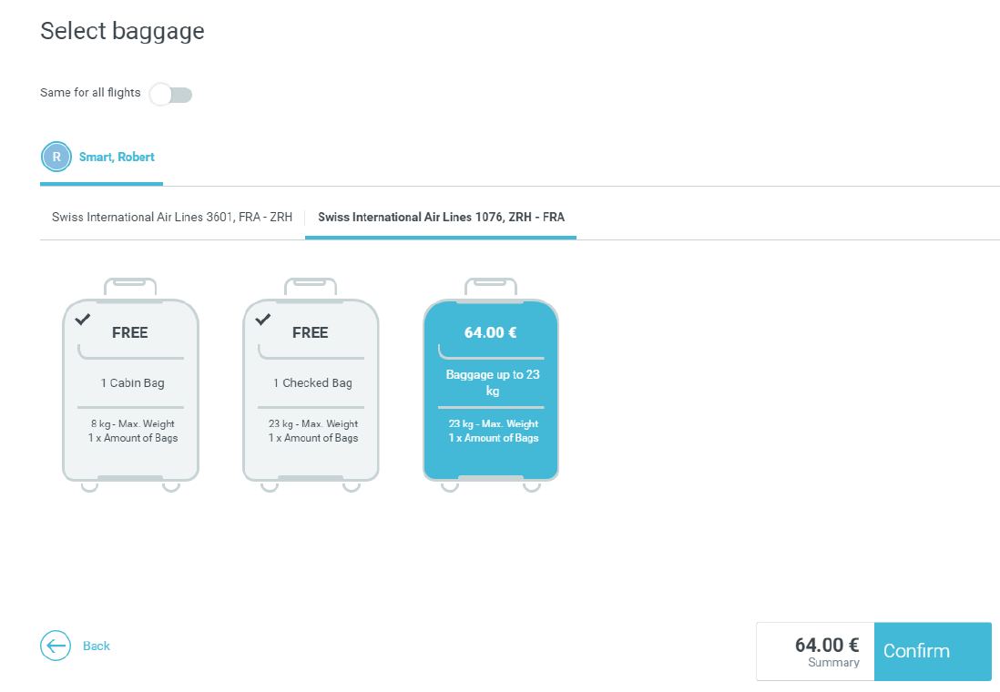 Select baggage
Same for all flights
R Smart, Robert
Swiss International Air Lines 3601, FRA - ZRH
Swiss International Air Lines 1076, ZRH - FRA
FREE
1 Cabin Bag
8 kg - Max. Weight
1 x Amount of Bags
FREE
1 Checked Bag
23 kg - Max. Weight
1 x Amount of Bags
64.00 €
Baggage up to 23
kg
23 kg - Max. Weight
1 x Amount of Bags
Back
64.00 €
Summary
Confirm